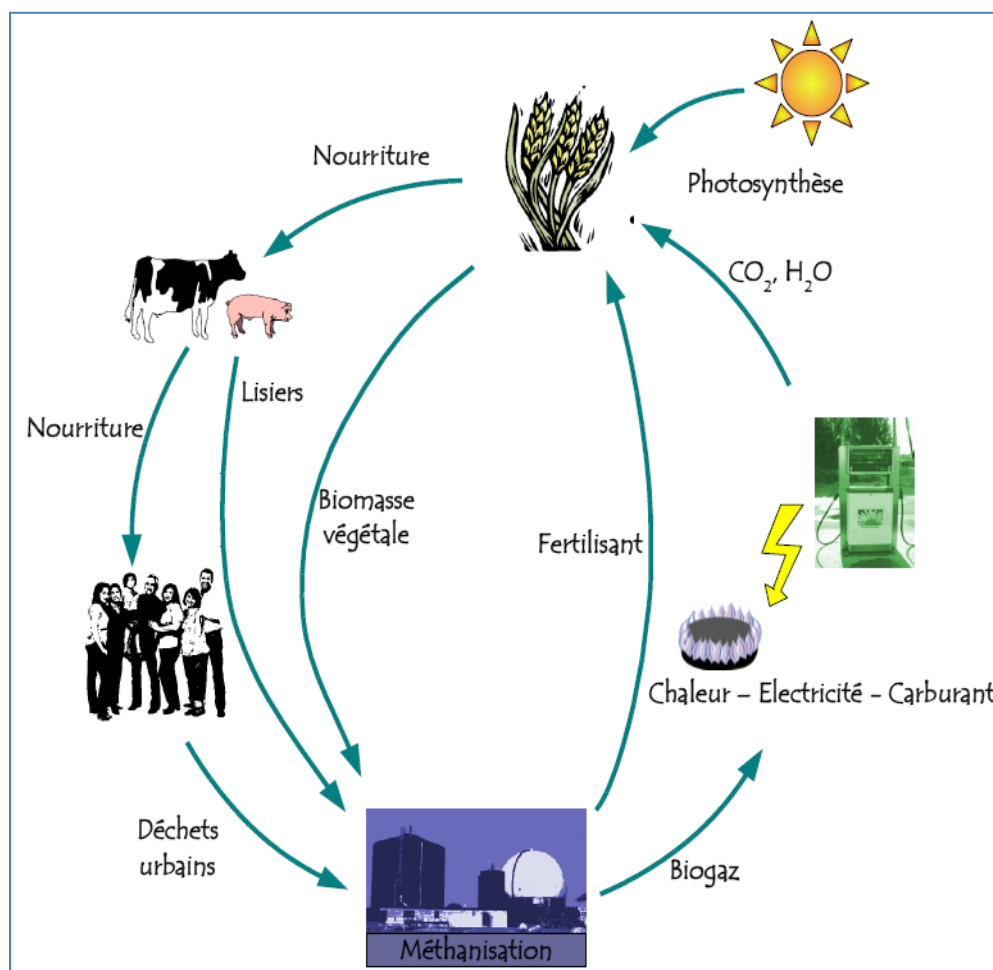 Nourriture
Photosynthèse
CO₂, H₂O
Lisiers
Nourriture
Biomasse
végétale
Fertilisant
Chaleur – Electricité - Carburant
Déchets
urbains
Biogaz
Méthanisation